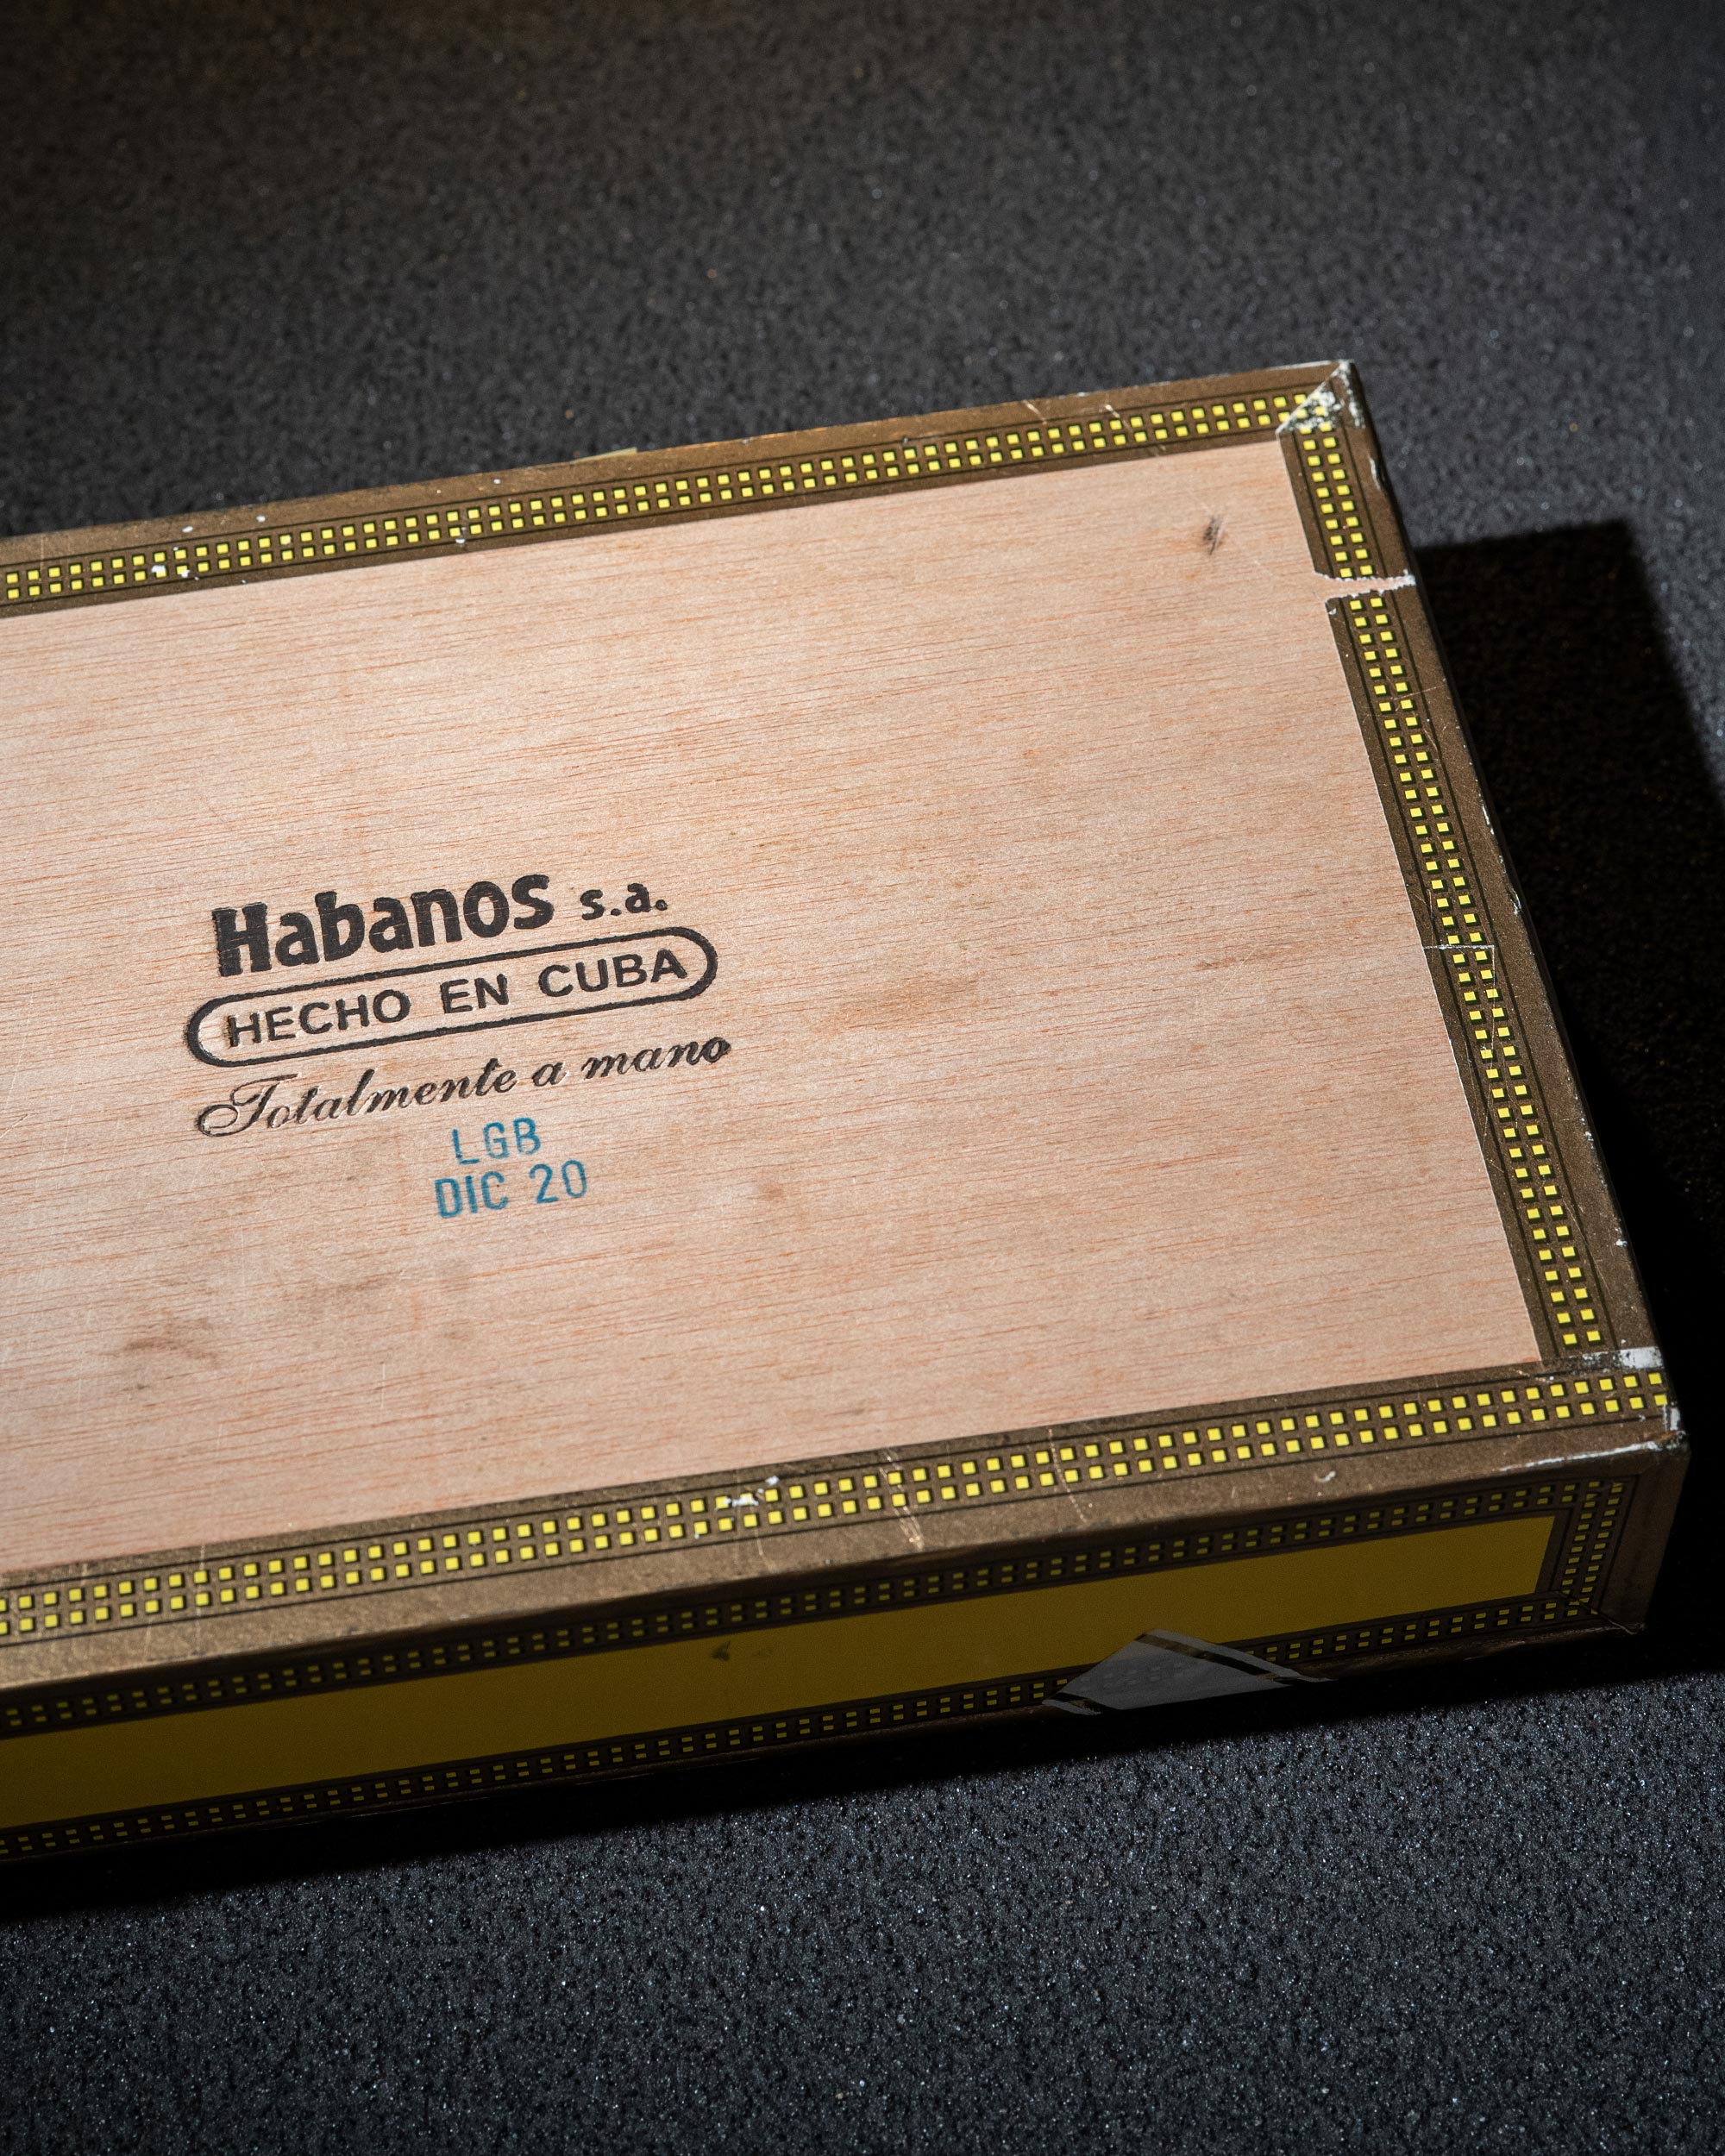 Habanos s.a.
HECHO EN CUBA
Totalmente a mano
LGB
DIC 20